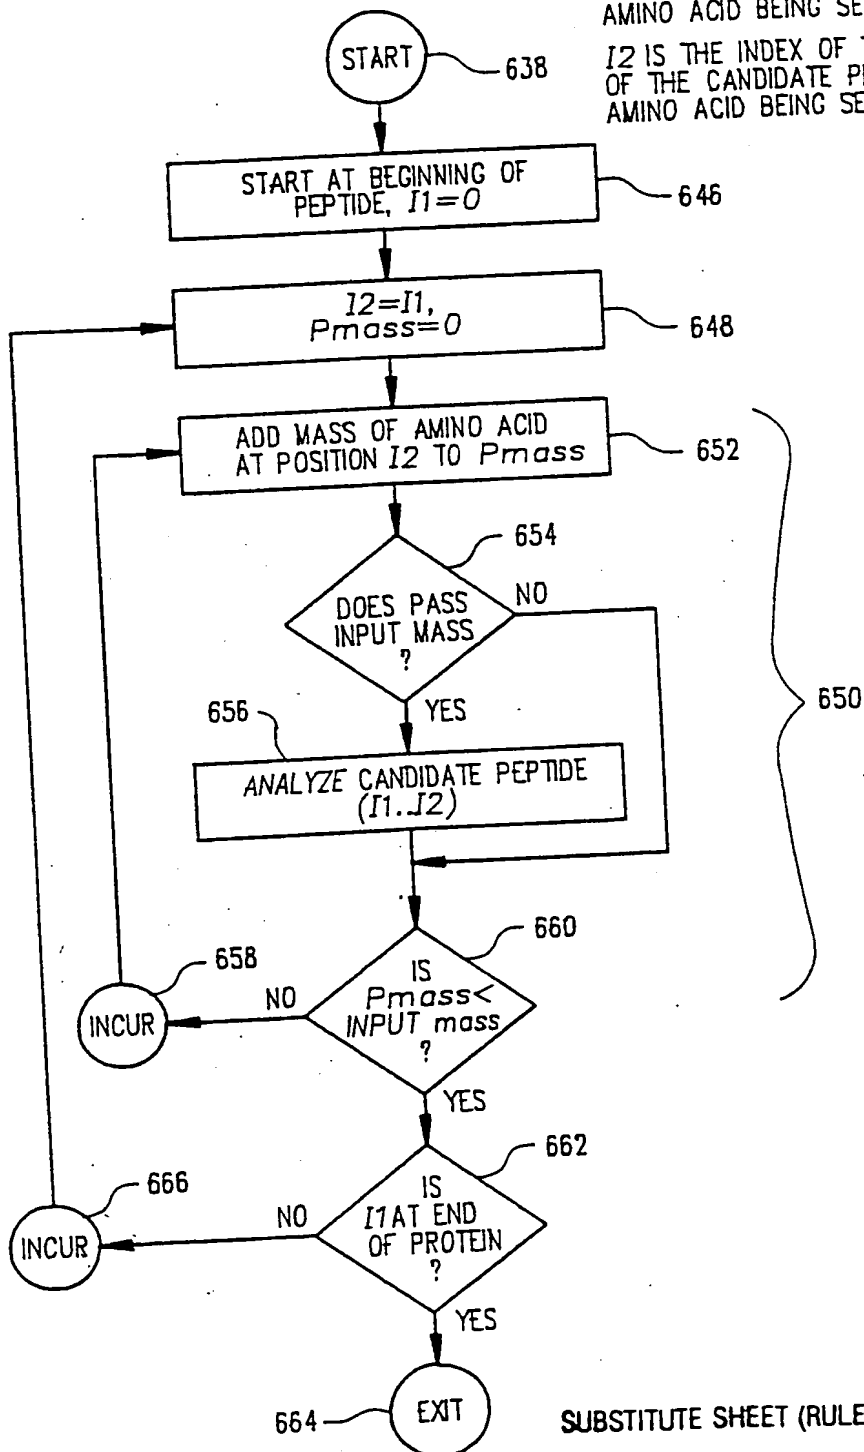 AMINO ACID BEING SE
I2 IS THE INDEX OF T
OF THE CANDIDATE PE
AMINO ACID BEING SE
START
638
START AT BEGINNING OF
PEPTIDE, I1=0
646
I2=I1,
Pmass=0
648
ADD MASS OF AMINO ACID
AT POSITION I2 TO Pmass
652
654
DOES PASS
INPUT MASS
?
NO
YES
650
656
ANALYZE CANDIDATE PEPTIDE
(I1..I2)
660
IS
Pmass<
INPUT mass
?
NO
658
INCUR
YES
662
IS
I1 AT END
OF PROTEIN
?
NO
666
INCUR
YES
664
EXIT
SUBSTITUTE SHEET (RULE